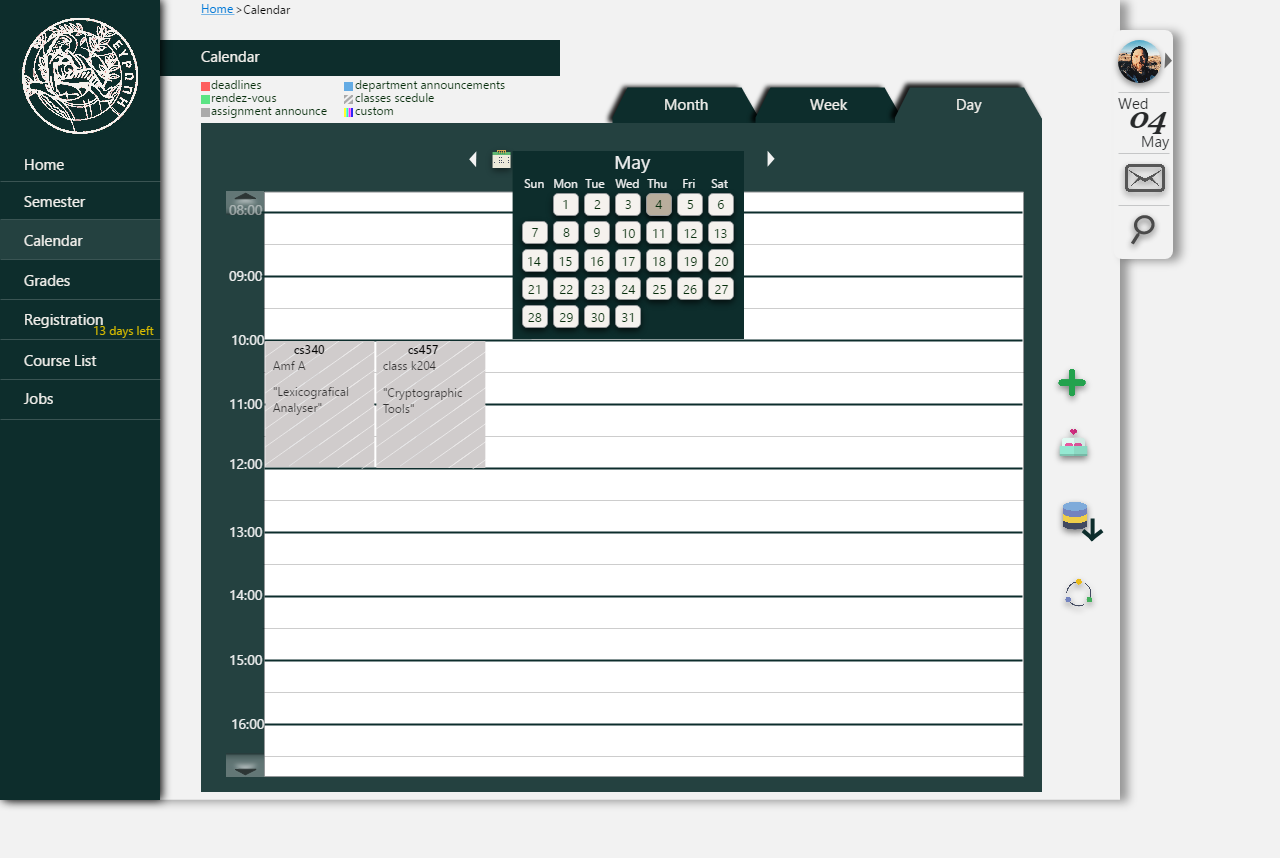 Home >Calendar
ΕΥΡΩΠΗ
Home
Semester
Calendar
Grades
Registration
13 days left
Course List
Jobs
Calendar
deadlines
rendez-vous
assignment announce
department announcements
classes scedule
custom
Month
Week
Day
May
Sun Mon Tue Wed Thu Fri Sat
1 2 3 4 5 6
7 8 9 10 11 12 13
14 15 16 17 18 19 20
21 22 23 24 25 26 27
28 29 30 31
08:00
09:00
10:00
cs340
Amf A
"Lexicografical
Analyser"
cs457
class k204
"Cryptographic
Tools"
11:00
12:00
13:00
14:00
15:00
16:00
Wed
04
May